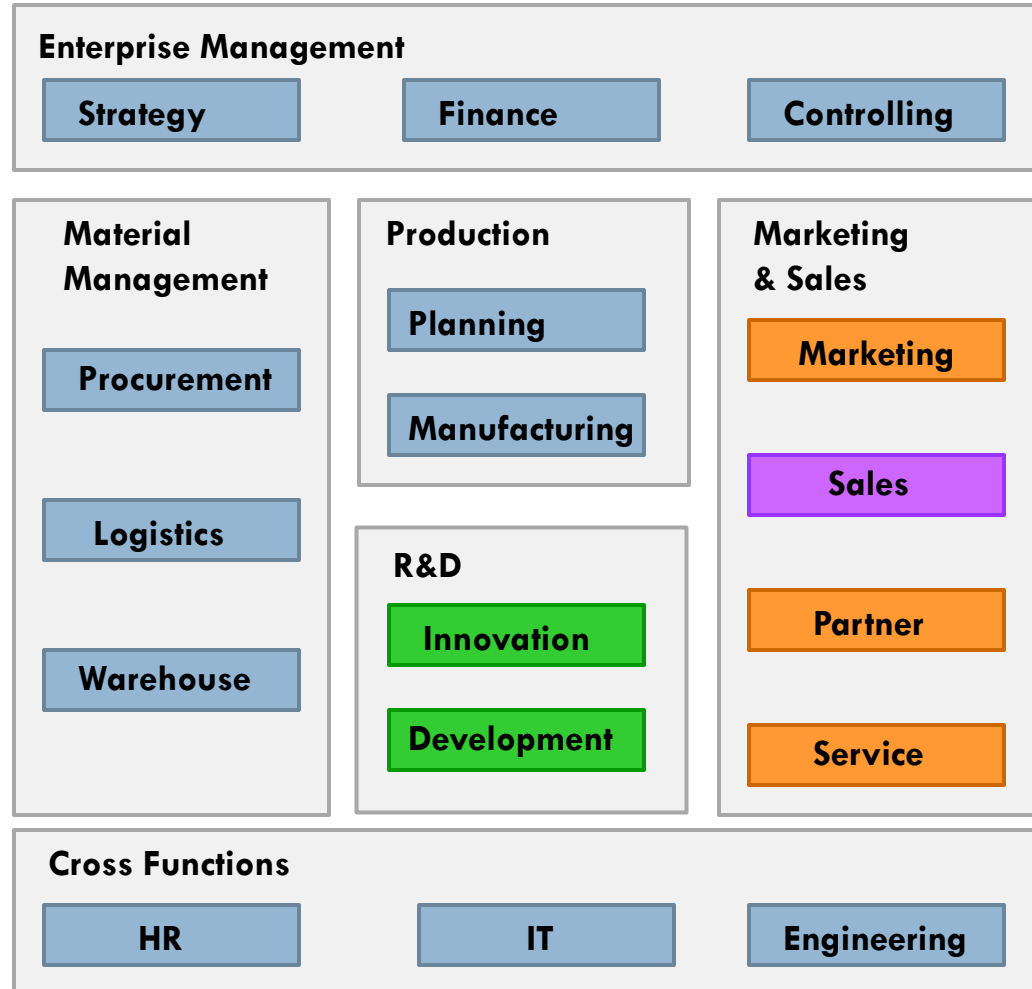 Enterprise Management
Strategy
Finance
Controlling
Material
Management
Procurement
Logistics
Warehouse
Production
Planning
Manufacturing
R&D
Innovation
Development
Marketing
& Sales
Marketing
Sales
Partner
Service
Cross Functions
HR
IT
Engineering